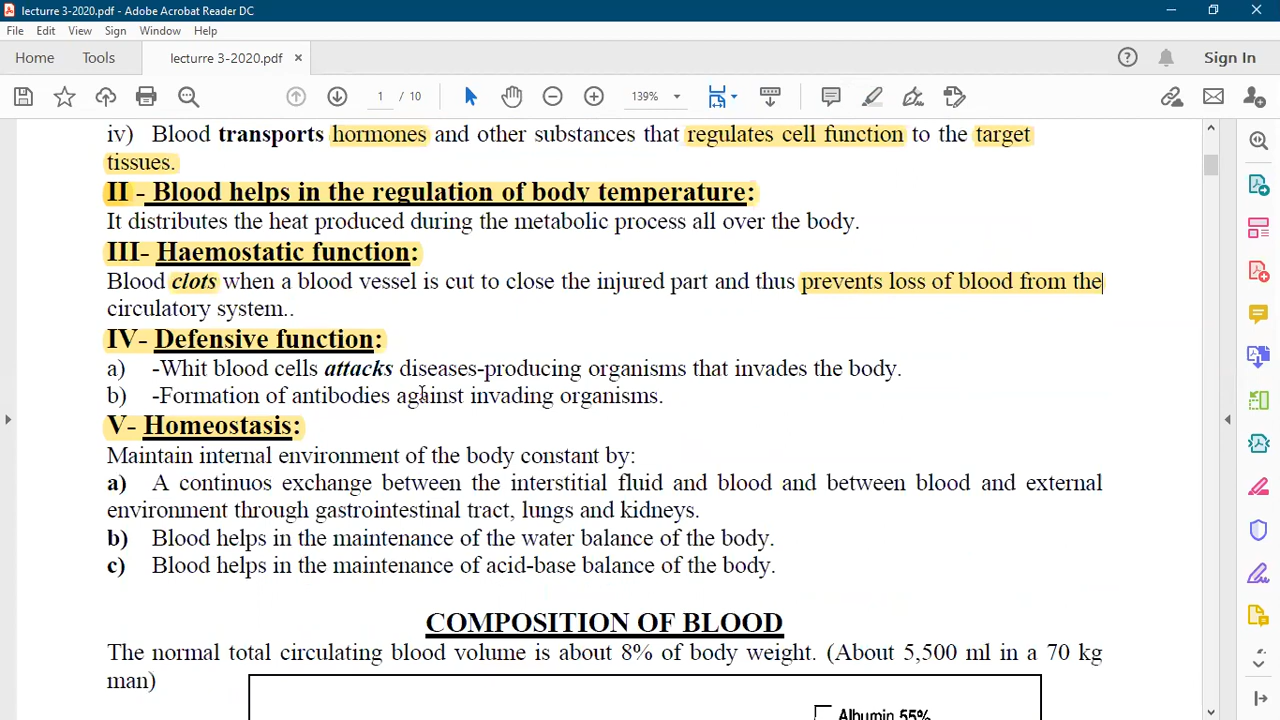 lecturre 3-2020.pdf - Adobe Acrobat Reader DC
File Edit View Sign Window Help
Home Tools lecturre 3-2020.pdf × Sign In
1 / 10 139%
iv) Blood transports hormones and other substances that regulates cell function to the target
tissues.
II - Blood helps in the regulation of body temperature:
It distributes the heat produced during the metabolic process all over the body.
III- Haemostatic function:
Blood clots when a blood vessel is cut to close the injured part and thus prevents loss of blood from the
circulatory system..
IV- Defensive function:
a) -Whit blood cells attacks diseases-producing organisms that invades the body.
b) -Formation of antibodies against invading organisms.
V- Homeostasis:
Maintain internal environment of the body constant by:
a) A continuos exchange between the interstitial fluid and blood and between blood and external
environment through gastrointestinal tract, lungs and kidneys.
b) Blood helps in the maintenance of the water balance of the body.
c) Blood helps in the maintenance of acid-base balance of the body.
COMPOSITION OF BLOOD
The normal total circulating blood volume is about 8% of body weight. (About 5,500 ml in a 70 kg
man)
Albumin 55%